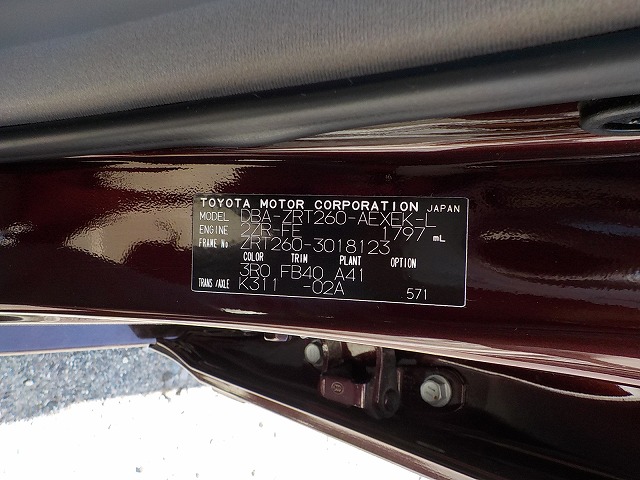 TOYOTA MOTOR CORPORATION JAPAN
MODEL DBA-ZRT260-AEXEK-L
ENGINE 2ZR-FE 1797 mL
FRAME No ZRT260-3018123
COLOR TRIM PLANT OPTION
3R0 FB40 A41
TRANS/AXLE K311 -02A
571